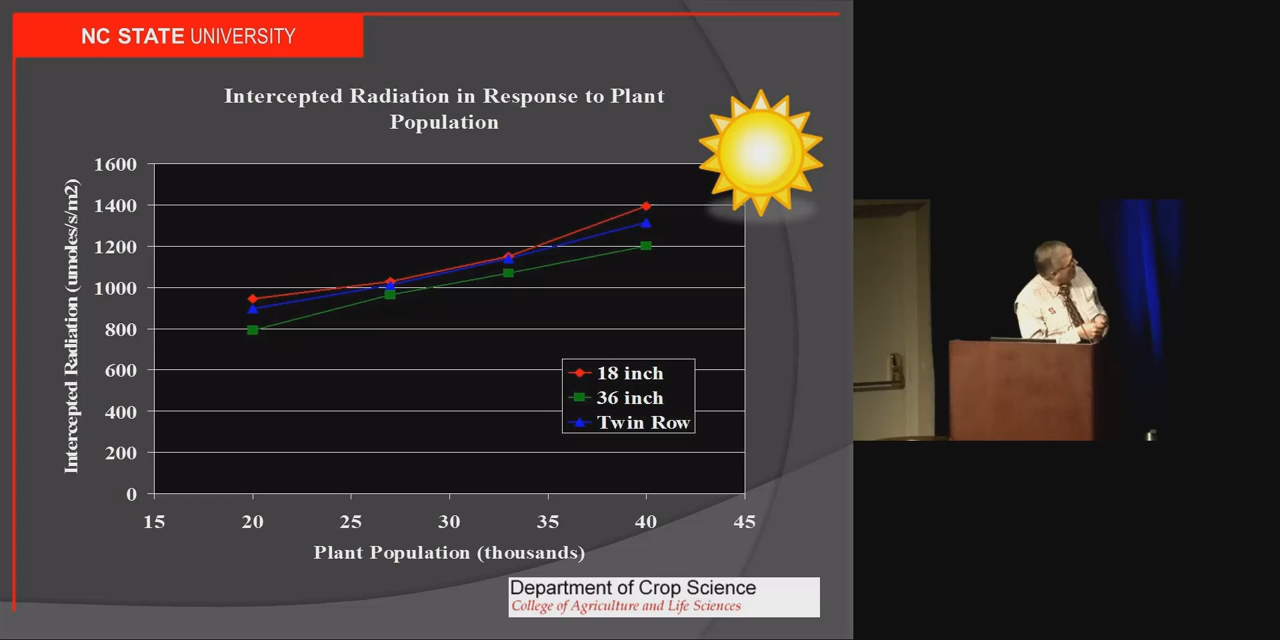 NC STATE UNIVERSITY
Intercepted Radiation in Response to Plant
Population
Intercepted Radiation (umoles/s/m2)
1600
1400
1200
1000
800
600
400
200
0
15 20 25 30 35 40 45
18 inch
36 inch
Twin Row
Plant Population (thousands)
Department of Crop Science
College of Agriculture and Life Sciences